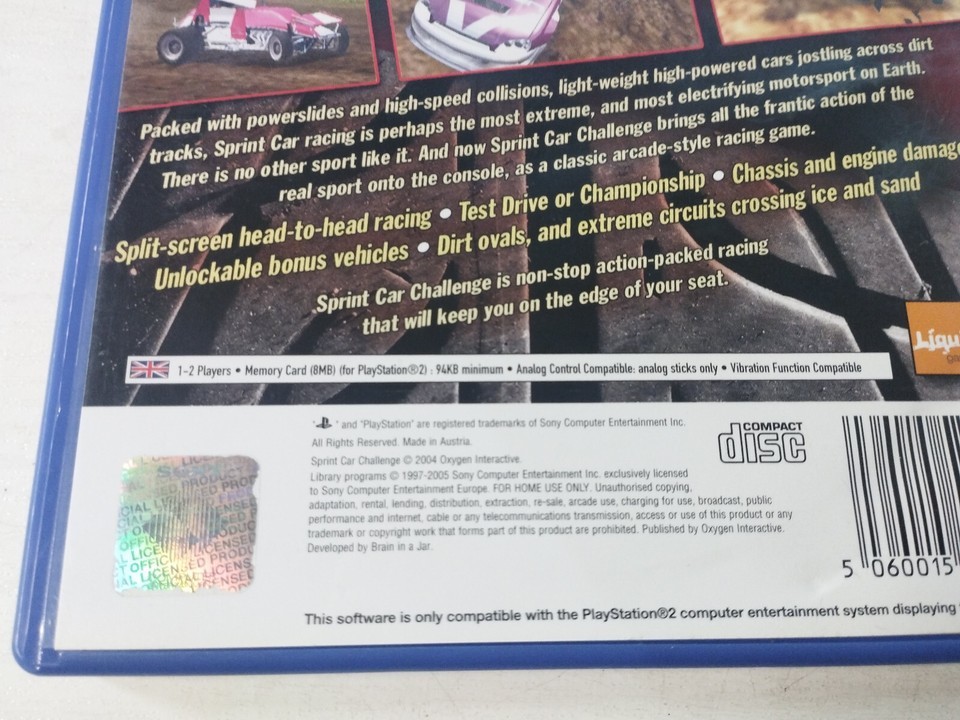 Packed with powerslides and high-speed collisions, light-weight high-powered cars jostling across dirt
tracks, Sprint Car racing is perhaps the most extreme, and most electrifying motorsport on Earth.
There is no other sport like it. And now Sprint Car Challenge brings all the frantic action of the
real sport onto the console, as a classic arcade-style racing game.
Split-screen head-to-head racing • Test Drive or Championship • Chassis and engine damage
Unlockable bonus vehicles • Dirt ovals, and extreme circuits crossing ice and sand
Sprint Car Challenge is non-stop action-packed racing
that will keep you on the edge of your seat.
1-2 Players • Memory Card (8MB) (for PlayStation®2) : 94KB minimum • Analog Control Compatible: analog sticks only • Vibration Function Compatible
" " and "PlayStation" are registered trademarks of Sony Computer Entertainment Inc.
All Rights Reserved. Made in Austria.
Sprint Car Challenge © 2004 Oxygen Interactive.
Library programs © 1997-2005 Sony Computer Entertainment Inc. exclusively licensed
to Sony Computer Entertainment Europe. FOR HOME USE ONLY. Unauthorised copying,
adaptation, rental, lending, distribution, extraction, re-sale, arcade use, charging for use, broadcast, public
performance and internet, cable or any telecommunications transmission, access or use of this product or any
trademark or copyright work that forms part of this product are prohibited. Published by Oxygen Interactive.
Developed by Brain in a Jar.
COMPACT
disc
5 060015
This software is only compatible with the PlayStation®2 computer entertainment system displaying